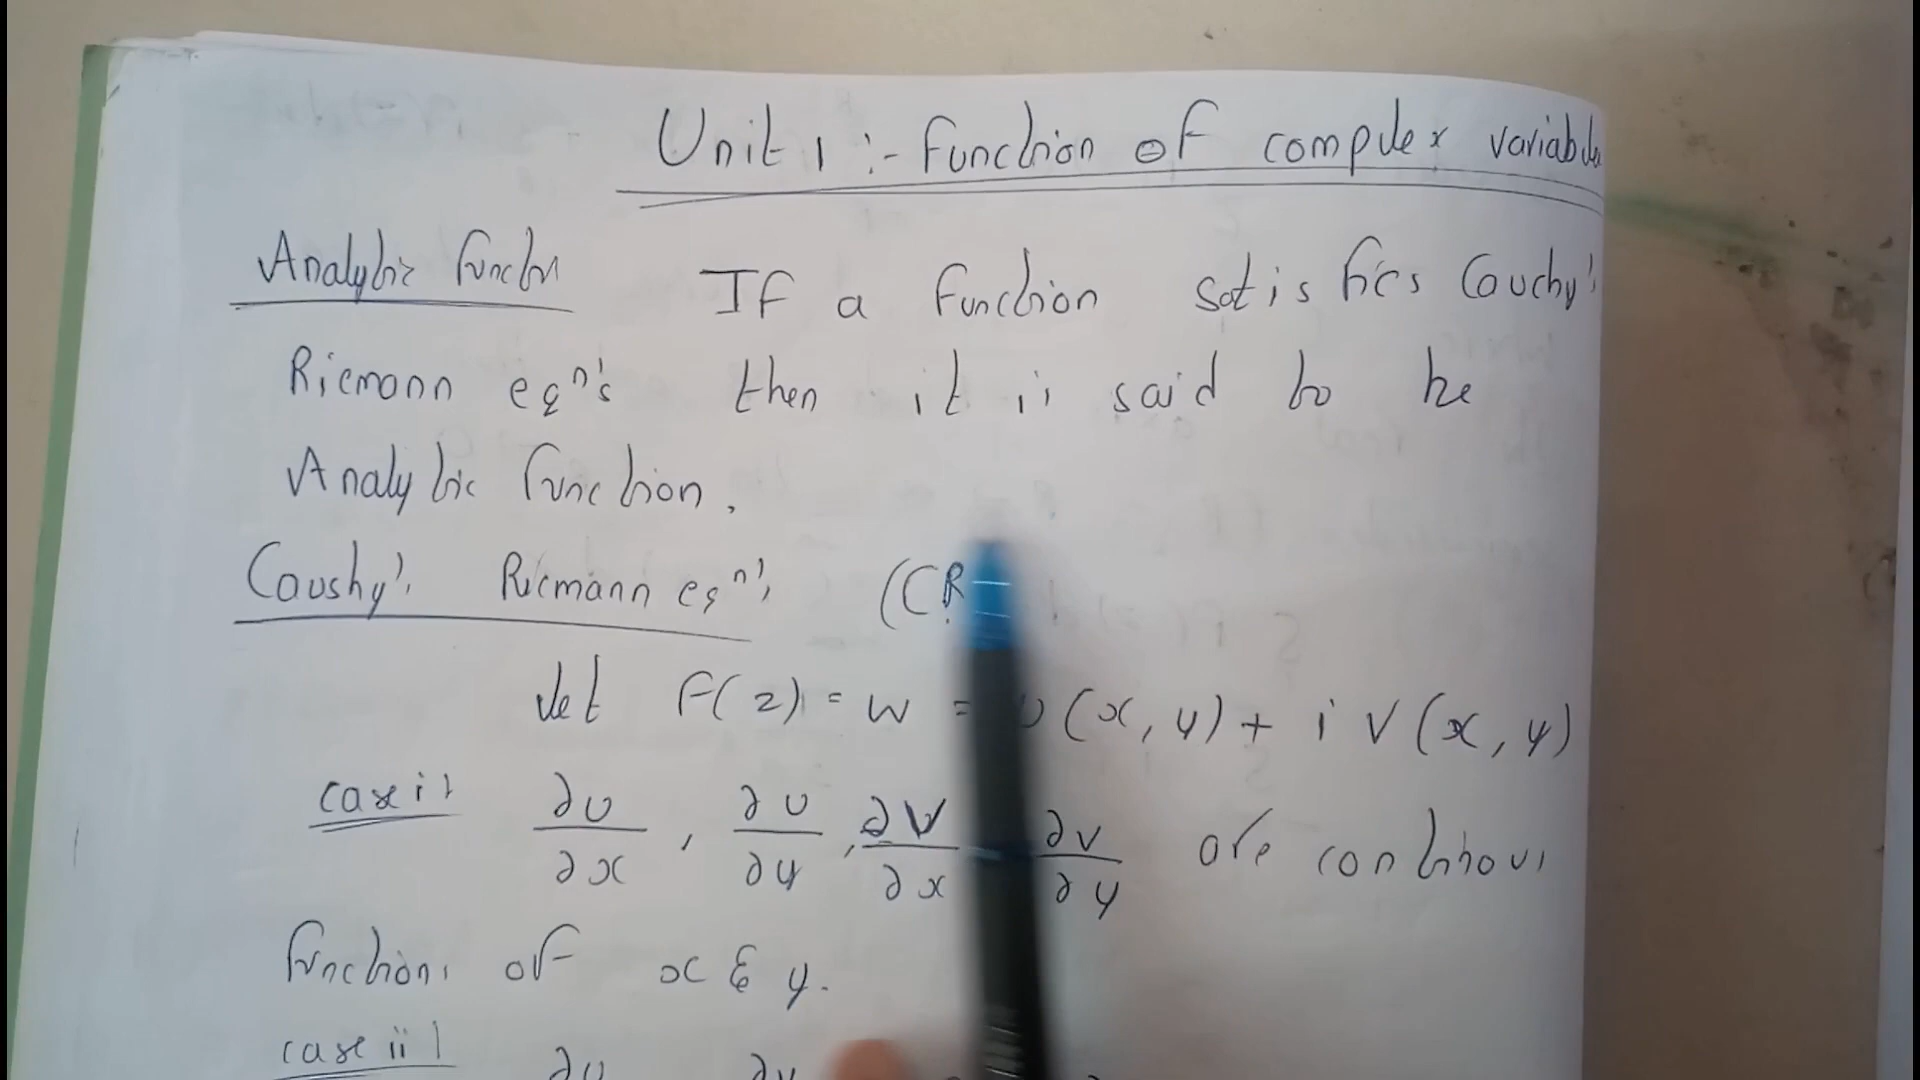 Unit 1 :- Function of complex variable
Analytic Function If a function satisfies Cauchy's
Riemann eqn's then it is said to be
Analytic function.
Caushy's Riemann eqn's (CR
Let F(z) = w = u(x, y) + i v(x, y)
case i) ∂u/∂x , ∂u/∂y , ∂v/∂x ∂v/∂y are continous
functions of x & y.
case ii)